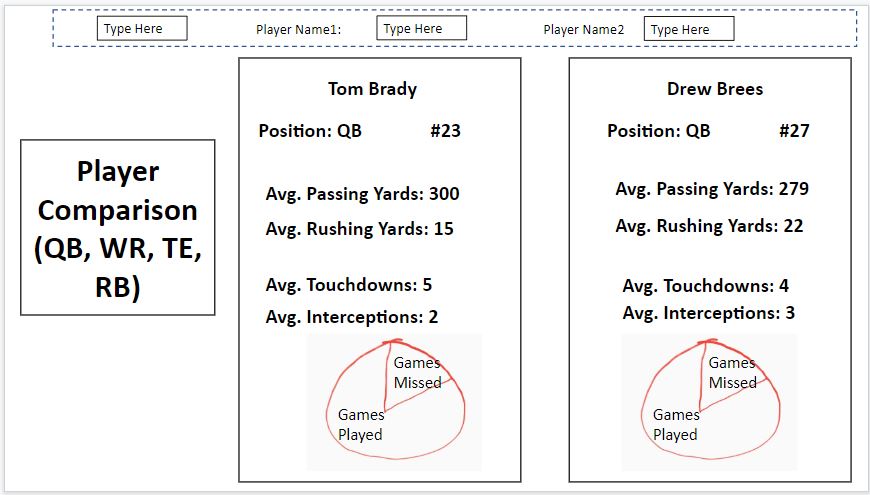 Type Here
Player Name1:
Type Here
Player Name2
Type Here
Player
Comparison
(QB, WR, TE,
RB)
Tom Brady
Position: QB #23
Avg. Passing Yards: 300
Avg. Rushing Yards: 15
Avg. Touchdowns: 5
Avg. Interceptions: 2
Games
Missed
Games
Played
Drew Brees
Position: QB #27
Avg. Passing Yards: 279
Avg. Rushing Yards: 22
Avg. Touchdowns: 4
Avg. Interceptions: 3
Games
Missed
Games
Played